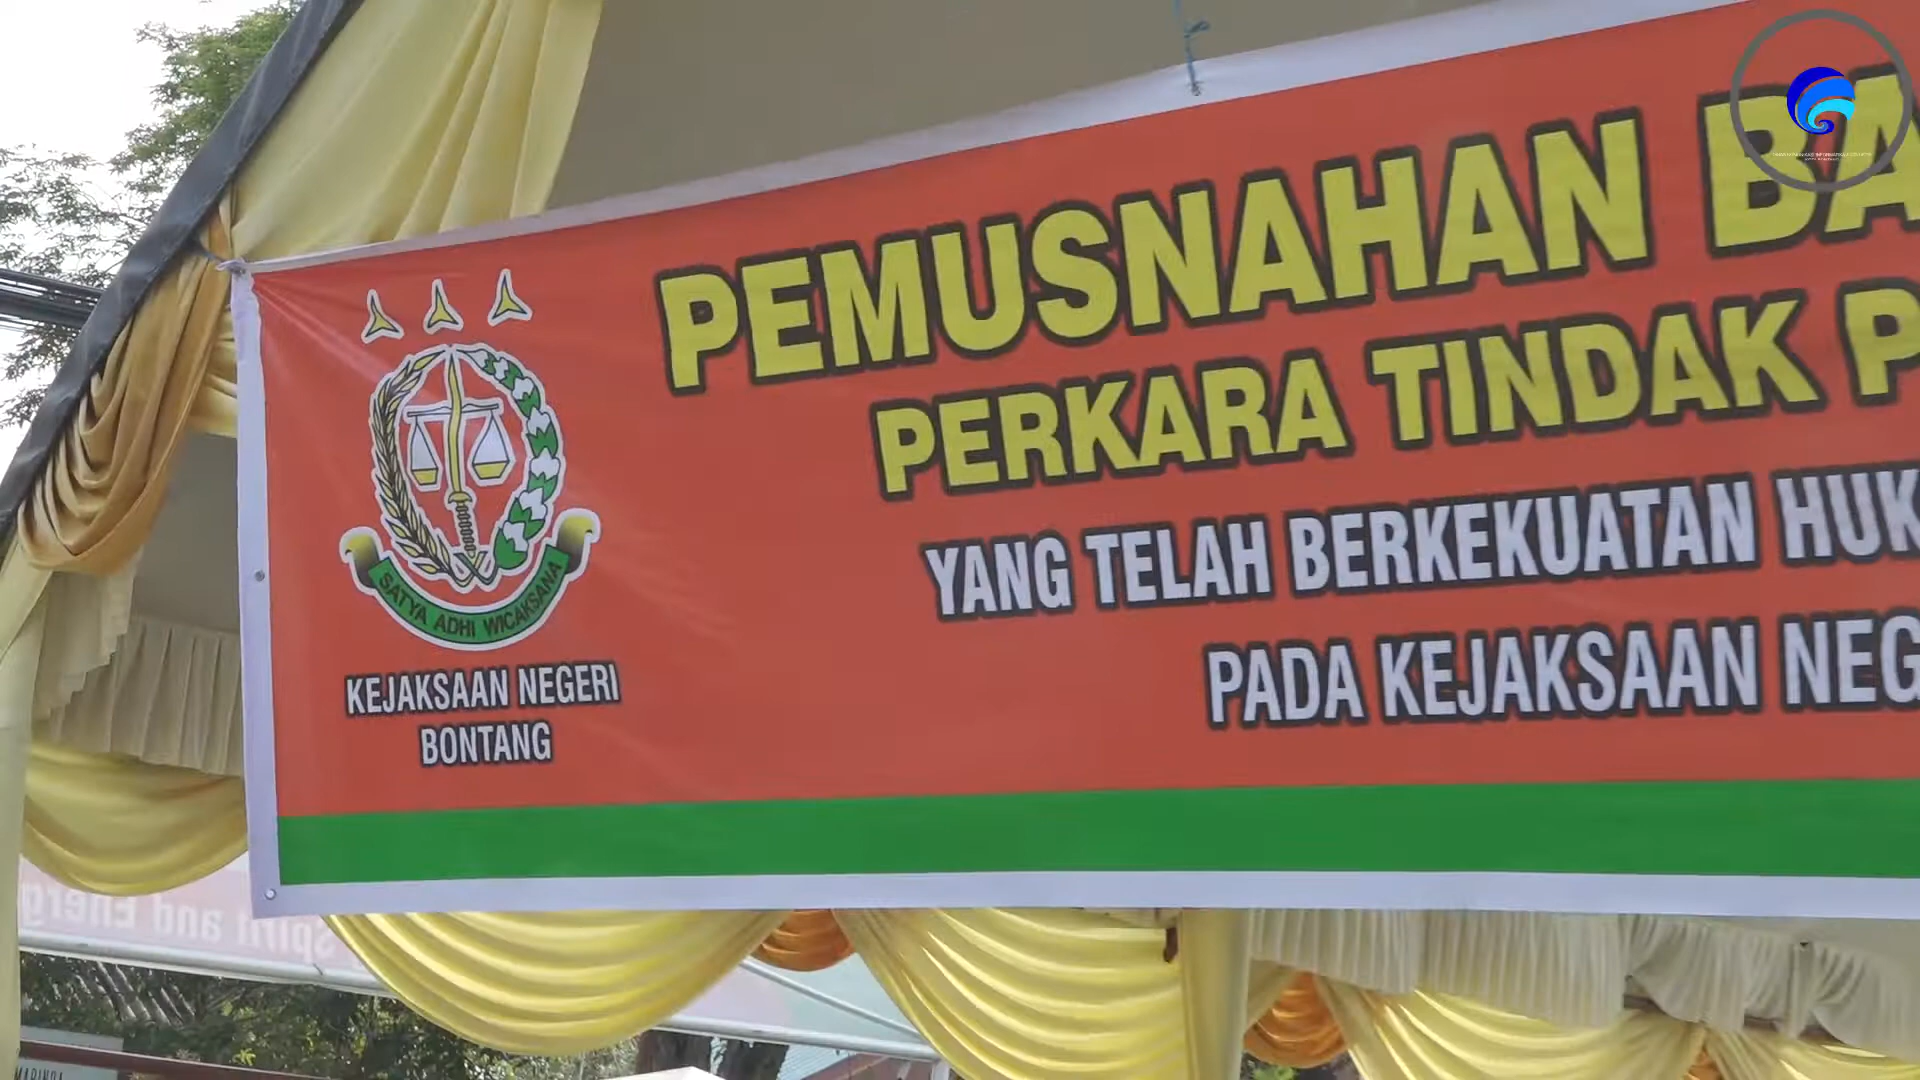 PEMUSNAHAN BA
PERKARA TINDAK P
YANG TELAH BERKEKUATAN HUK
PADA KEJAKSAAN NEG
SATYA ADHI WICAKSANA
KEJAKSAAN NEGERI
BONTANG
Spirit and Energ